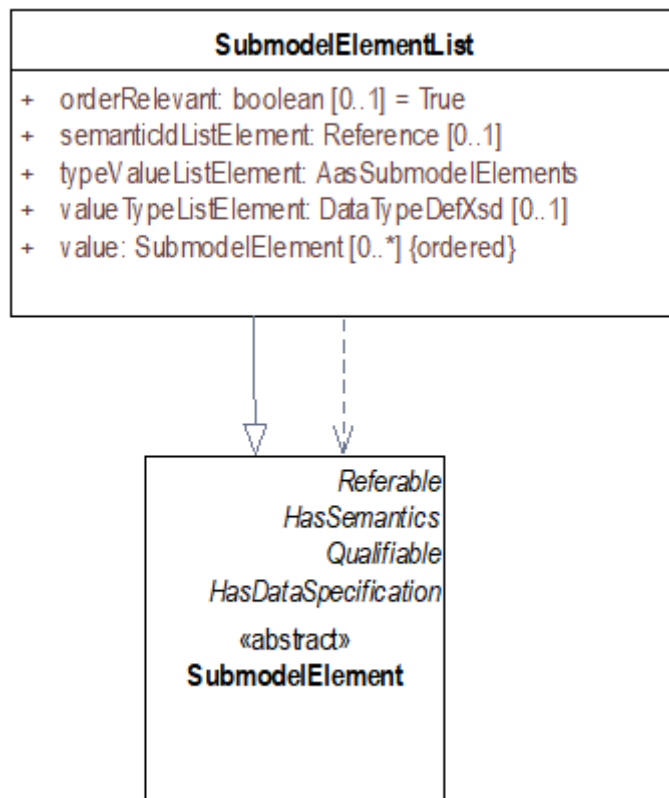 SubmodelElementList
+ orderRelevant: boolean [0..1] = True
+ semanticIdListElement: Reference [0..1]
+ typeValueListElement: AasSubmodelElements
+ valueTypeListElement: DataTypeDefXsd [0..1]
+ value: SubmodelElement [0..*] {ordered}
Referable
HasSemantics
Qualifiable
HasDataSpecification
«abstract»
SubmodelElement